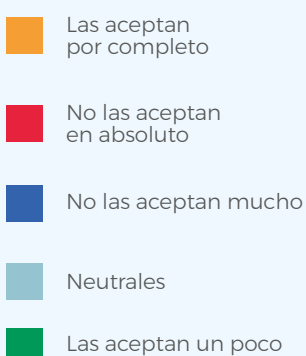 Las aceptan
por completo
No las aceptan
en absoluto
No las aceptan mucho
Neutrales
Las aceptan un poco